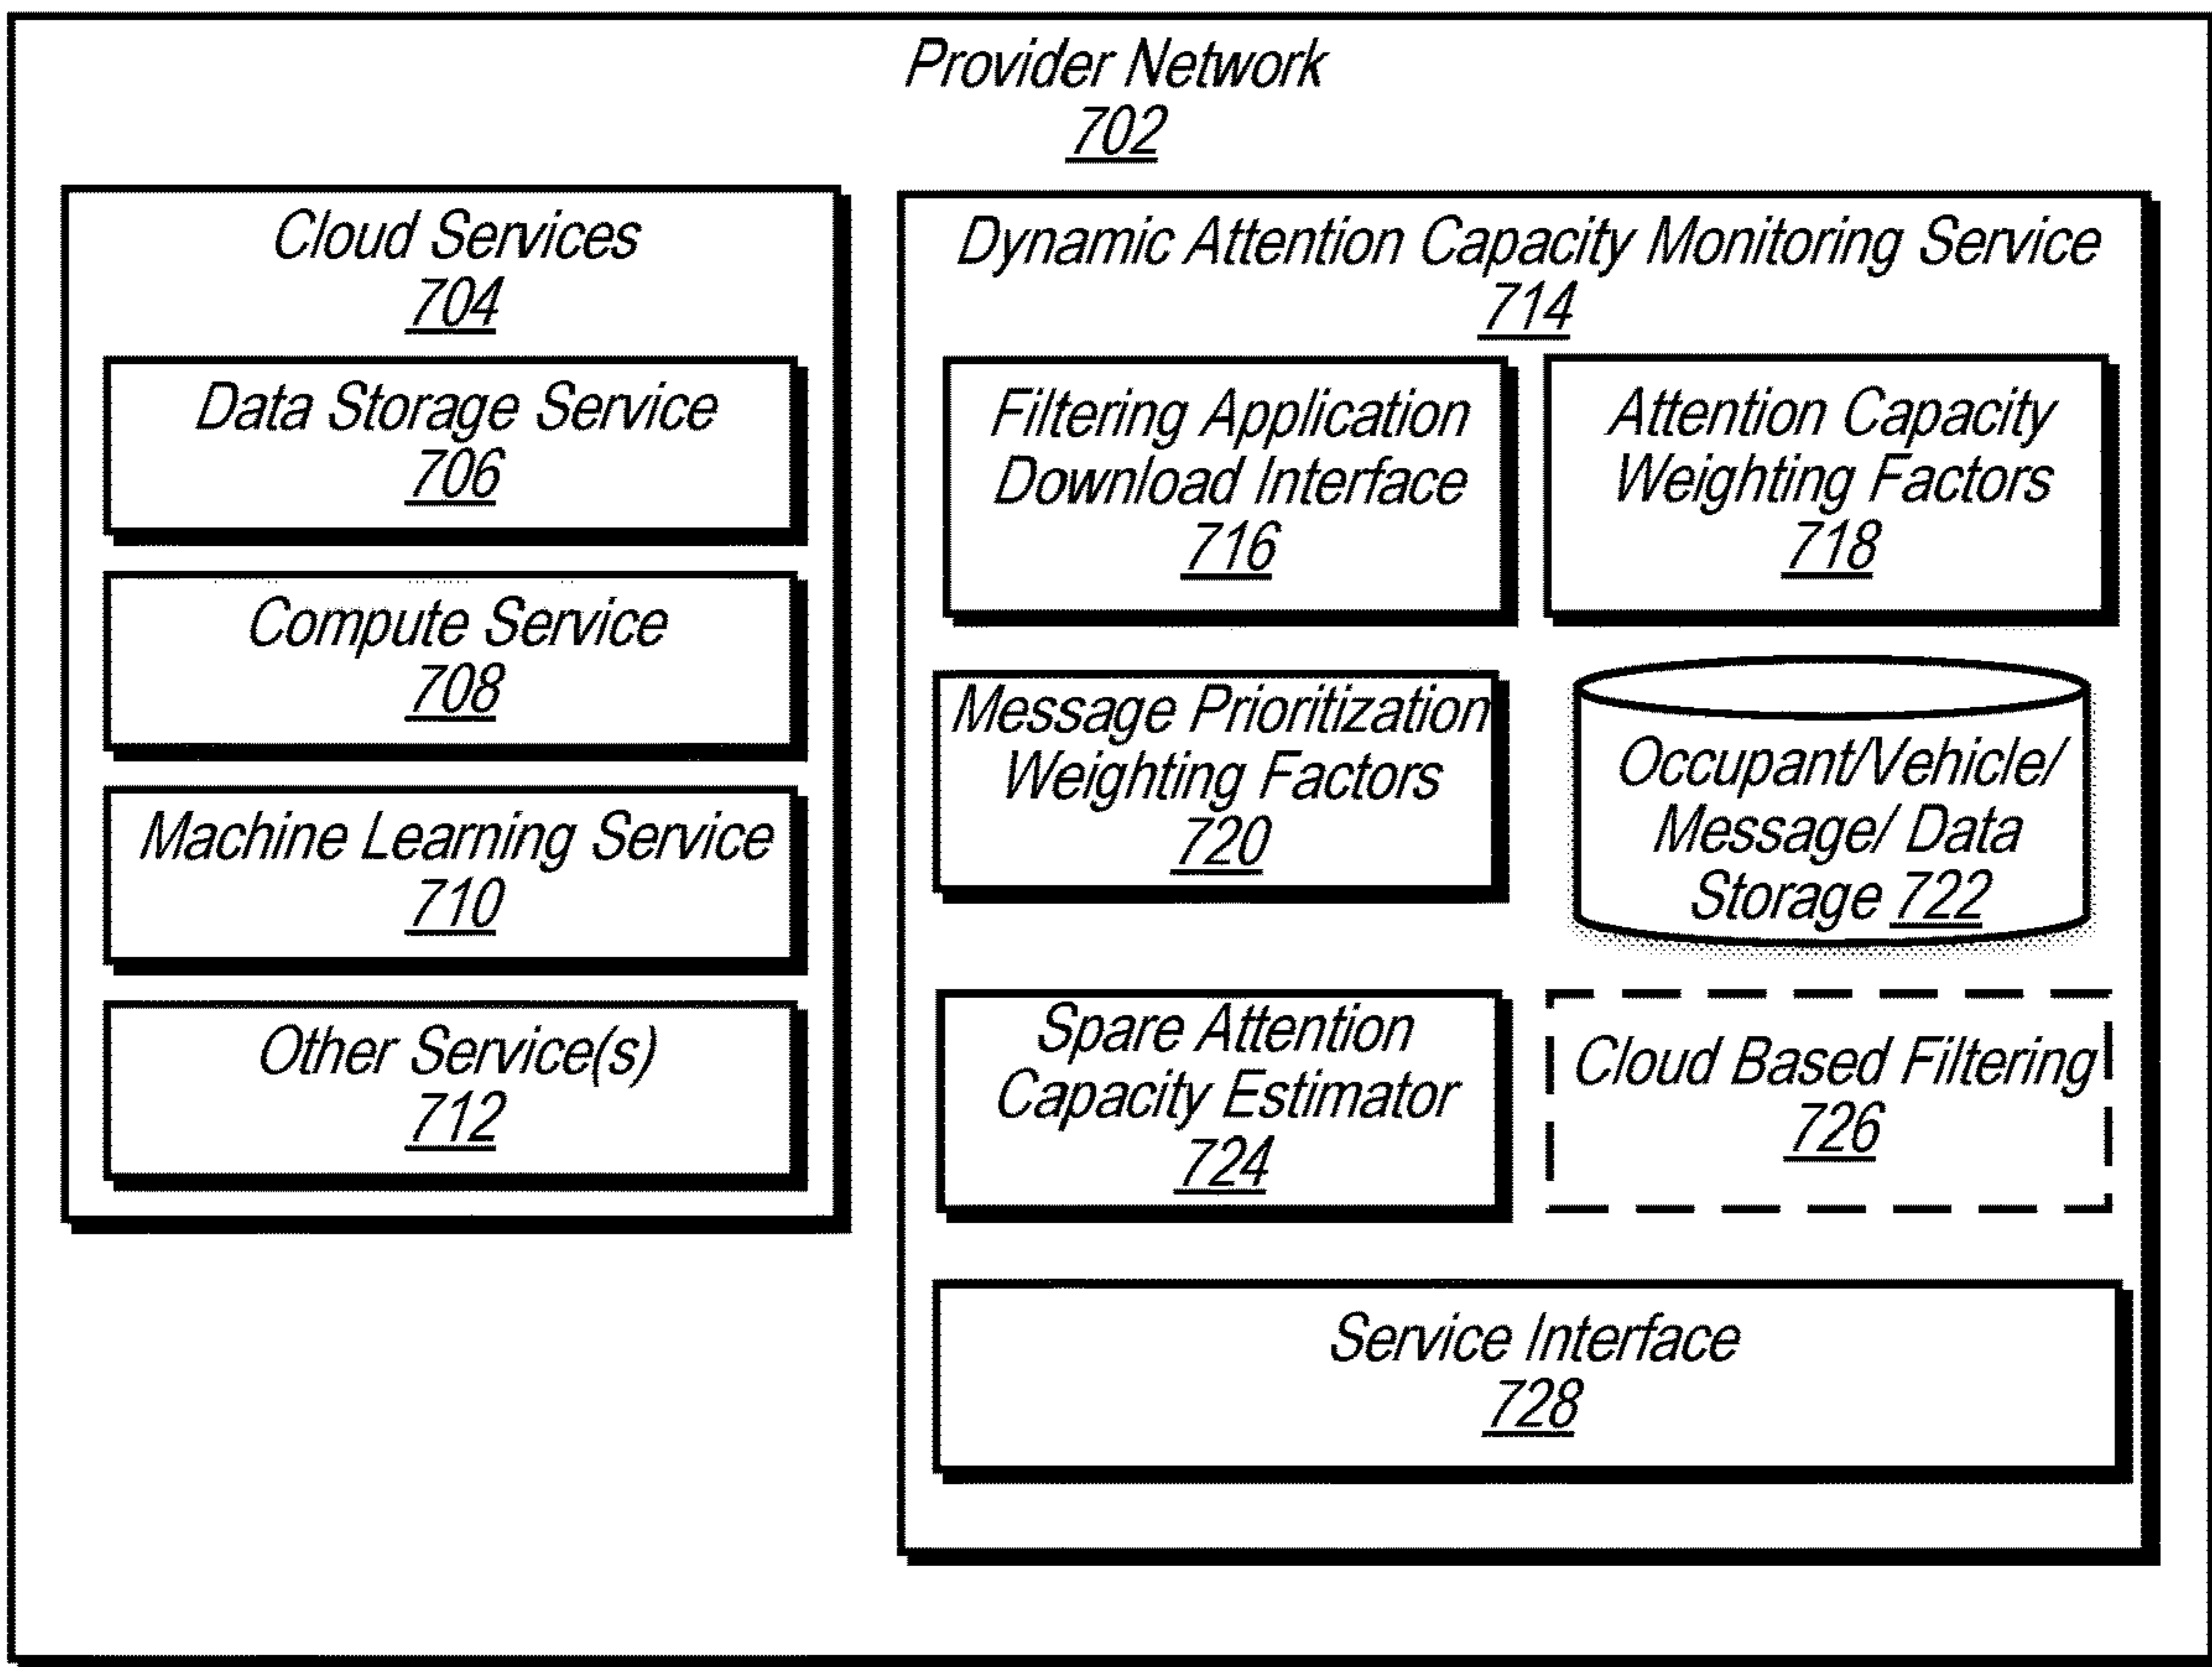 Provider Network
702
Cloud Services
704
Data Storage Service
706
Compute Service
708
Machine Learning Service
710
Other Service(s)
712
Dynamic Attention Capacity Monitoring Service
714
Filtering Application
Download Interface
716
Attention Capacity
Weighting Factors
718
Message Prioritization
Weighting Factors
720
Occupant/Vehicle/
Message/ Data
Storage 722
Spare Attention
Capacity Estimator
724
Cloud Based Filtering
726
Service Interface
728